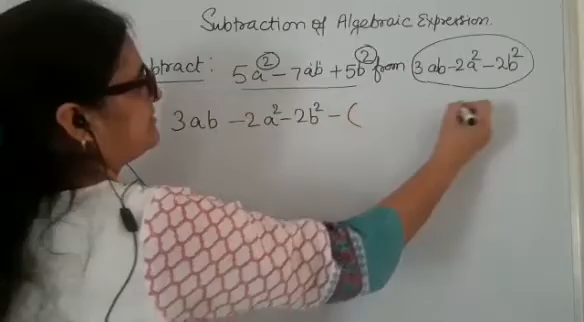 Subtraction of Algebraic Expression.
btract: 5a² - 7ab + 5b² from 3ab - 2a² - 2b²
3ab - 2a² - 2b² - (